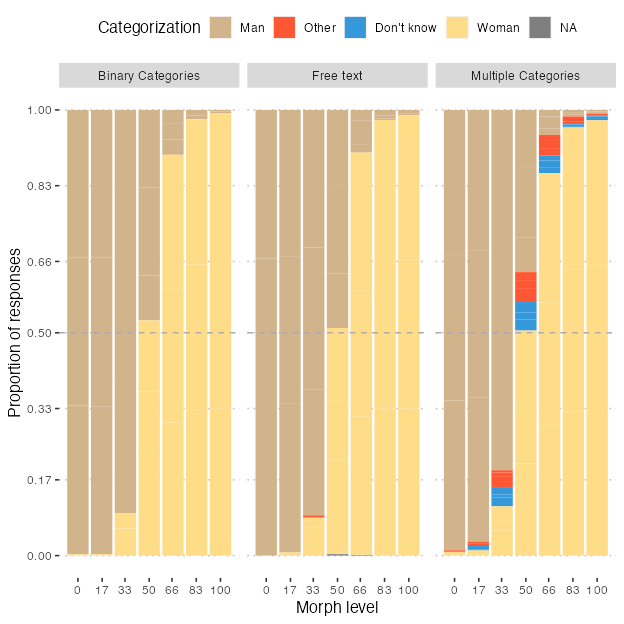 Categorization Man Other Don't know Woman NA
Binary Categories Free text Multiple Categories
Proportion of responses
1.00
0.83
0.66
0.50
0.33
0.17
0.00
0 17 33 50 66 83 100 0 17 33 50 66 83 100 0 17 33 50 66 83 100
Morph level